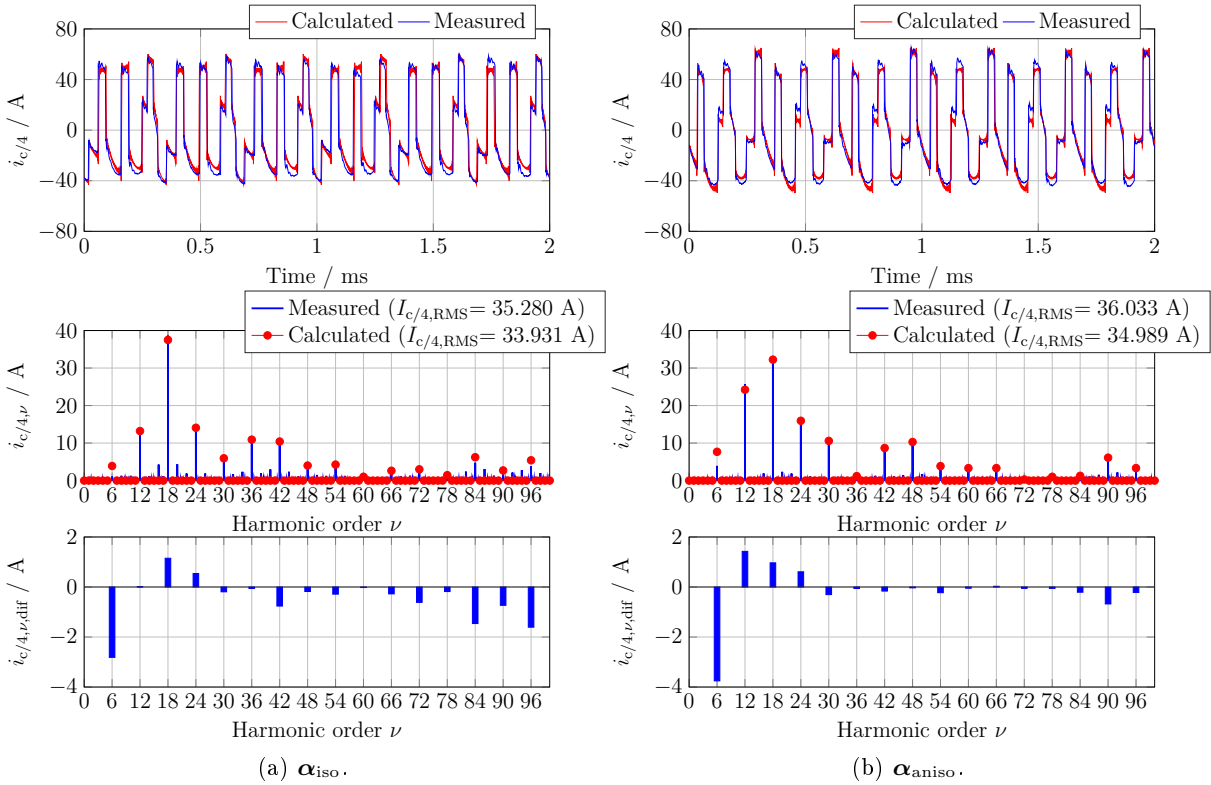 Calculated Measured
80
40
0
−40
−80
i_c/4 / A
0 0.5 1 1.5 2
Time / ms
Measured (I_c/4,RMS= 35.280 A)
Calculated (I_c/4,RMS= 33.931 A)
40
30
20
10
0
i_c/4,ν / A
0 6 12 18 24 30 36 42 48 54 60 66 72 78 84 90 96
Harmonic order ν
2
0
−2
−4
i_c/4,ν,dif / A
0 6 12 18 24 30 36 42 48 54 60 66 72 78 84 90 96
Harmonic order ν
(a) α_iso.
Calculated Measured
80
40
0
−40
−80
i_c/4 / A
0 0.5 1 1.5 2
Time / ms
Measured (I_c/4,RMS= 36.033 A)
Calculated (I_c/4,RMS= 34.989 A)
40
30
20
10
0
i_c/4,ν / A
0 6 12 18 24 30 36 42 48 54 60 66 72 78 84 90 96
Harmonic order ν
2
0
−2
−4
i_c/4,ν,dif / A
0 6 12 18 24 30 36 42 48 54 60 66 72 78 84 90 96
Harmonic order ν
(b) α_aniso.